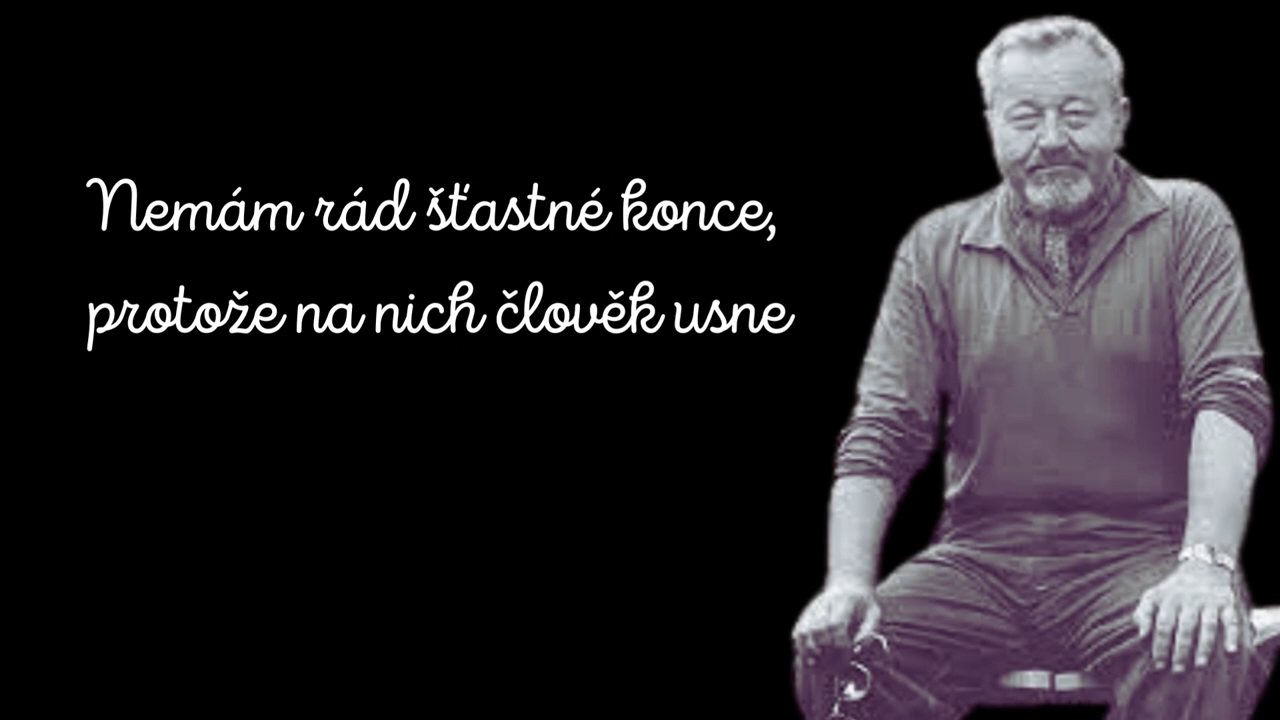 Nemám rád šťastné konce,
protože na nich člověk usne